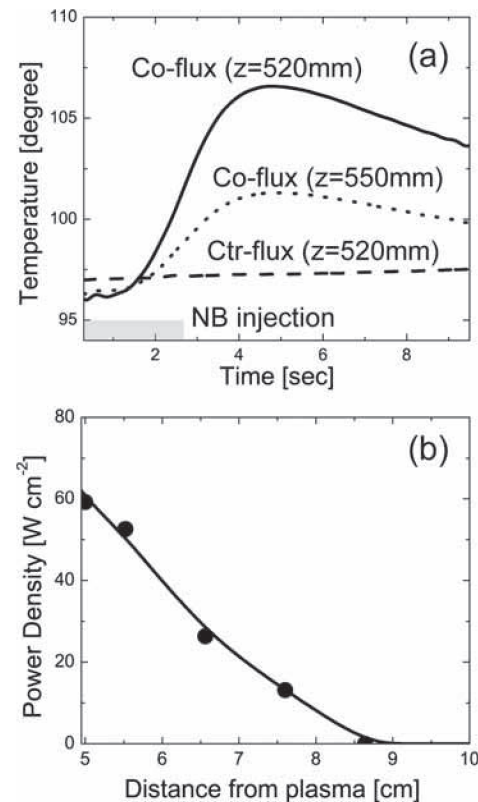 110
(a)
Co-flux (z=520mm)
105
Co-flux (z=550mm)
100
Ctr-flux (z=520mm)
95
NB injection
Temperature [degree]
2 4 6 8
Time [sec]
80
(b)
60
40
20
0
Power Density [W cm-2]
5 6 7 8 9 10
Distance from plasma [cm]